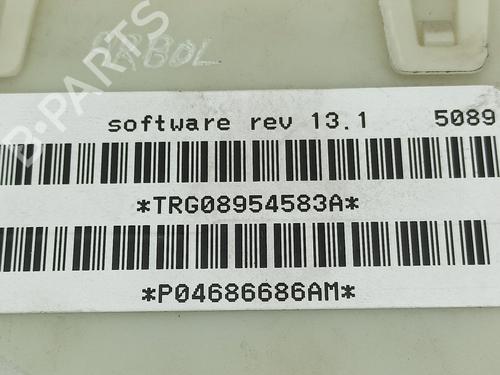 B-PARTS
software rev 13.1 5089
*TRG08954583A*
*P04686686AM*